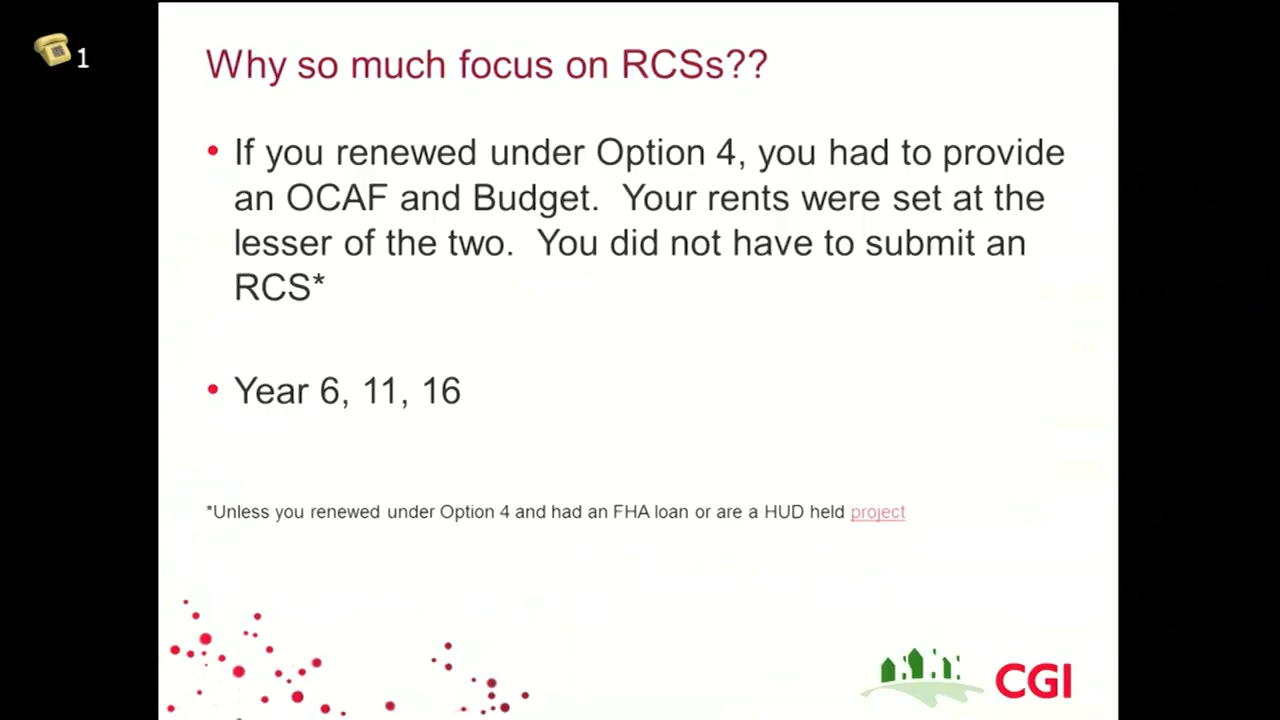 1
Why so much focus on RCSs??
• If you renewed under Option 4, you had to provide
an OCAF and Budget.  Your rents were set at the
lesser of the two.  You did not have to submit an
RCS*
• Year 6, 11, 16
*Unless you renewed under Option 4 and had an FHA loan or are a HUD held project
CGI